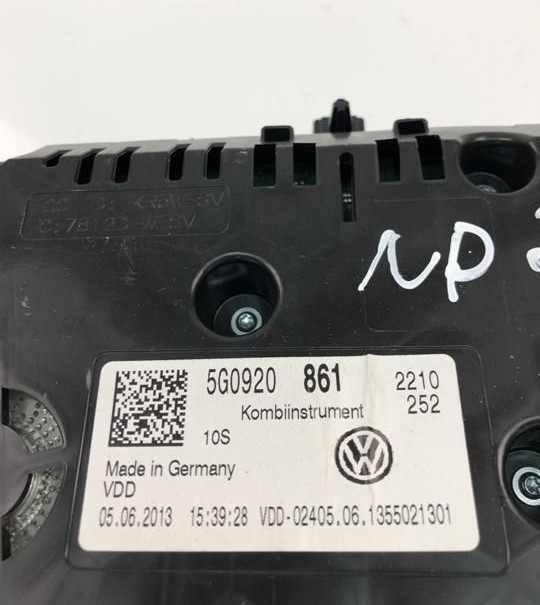 NP
5G0920 861 2210
Kombiinstrument 252
10S
Made in Germany
VDD
05.06.2013 15:39:28 VDD-02405.06.1355021301